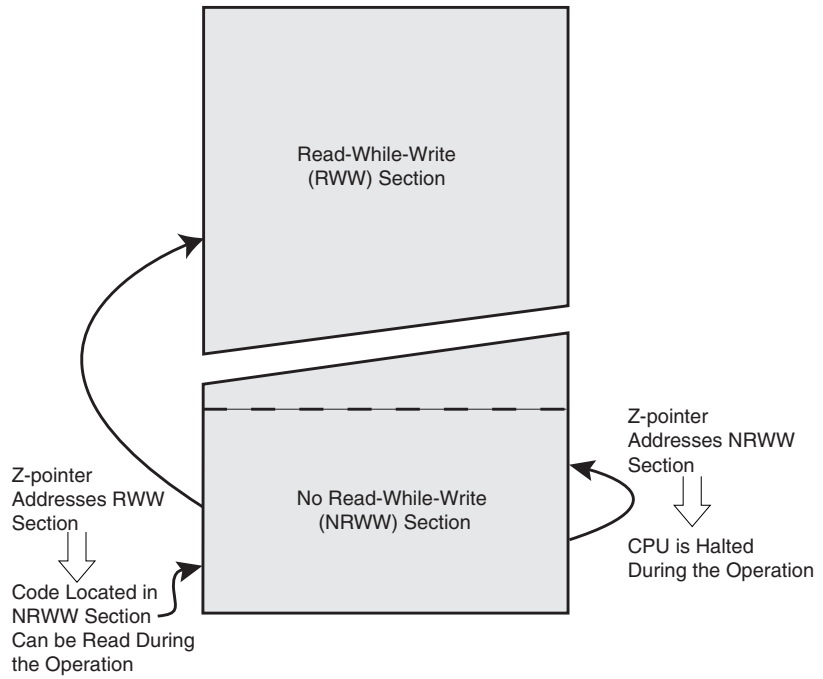 Read-While-Write
(RWW) Section
Z-pointer
Addresses NRWW
Section
Z-pointer
Addresses RWW
Section
No Read-While-Write
(NRWW) Section
CPU is Halted
During the Operation
Code Located in
NRWW Section
Can be Read During
the Operation